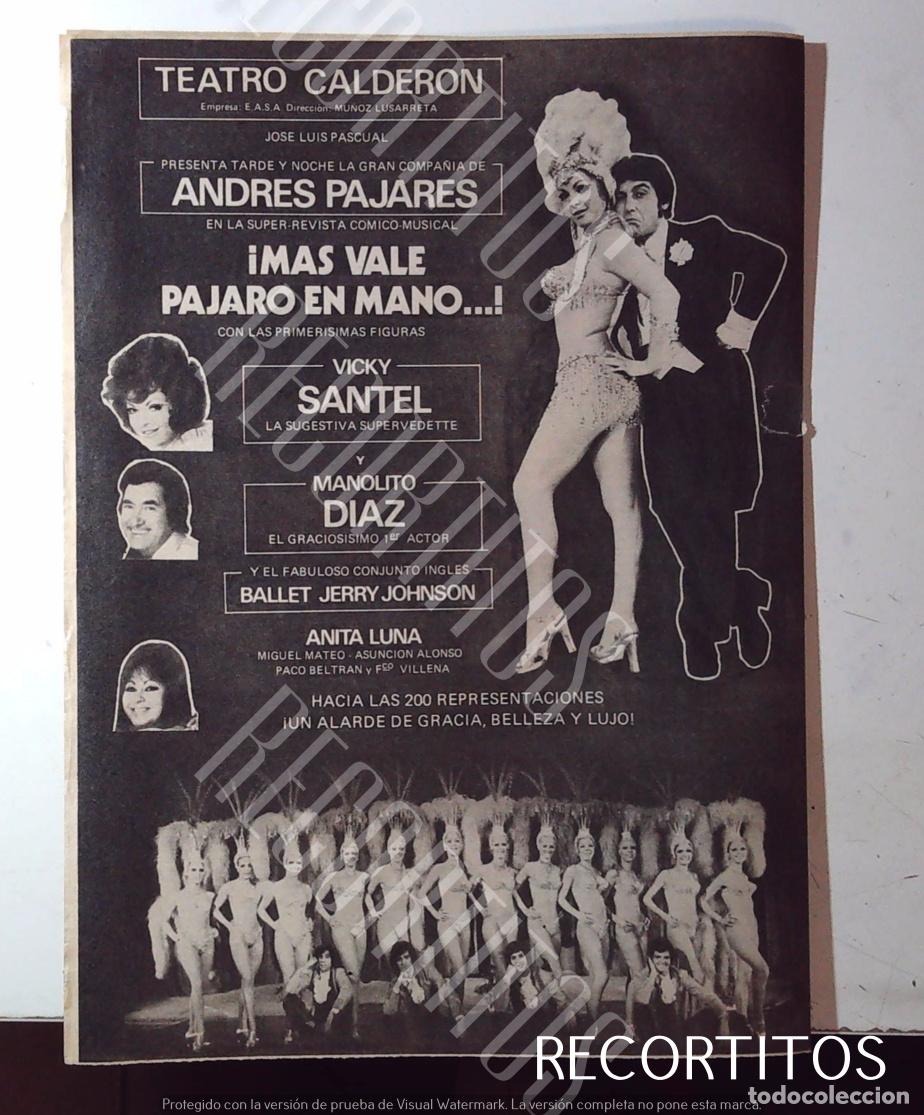 TEATRO CALDERON
Empresa: E.A.S.A. Dirección: MUÑOZ LUSARRETA
JOSE LUIS PASCUAL
PRESENTA TARDE Y NOCHE LA GRAN COMPAÑIA DE
ANDRES PAJARES
EN LA SUPER-REVISTA COMICO-MUSICAL
¡MAS VALE
PAJARO EN MANO...!
CON LAS PRIMERISIMAS FIGURAS
VICKY
SANTEL
LA SUGESTIVA SUPERVEDETTE
Y
MANOLITO
DIAZ
EL GRACIOSISIMO 1er ACTOR
Y EL FABULOSO CONJUNTO INGLES
BALLET JERRY JOHNSON
ANITA LUNA
MIGUEL MATEO - ASUNCION ALONSO
PACO BELTRAN y Fco VILLENA
HACIA LAS 200 REPRESENTACIONES
¡UN ALARDE DE GRACIA, BELLEZA Y LUJO!
RECORTITOS
RECORTITOS
RECORTITOS
RECORTITOS
RECORTITOS
todocoleccion
Protegido con la versión de prueba de Visual Watermark. La versión completa no pone esta marca.